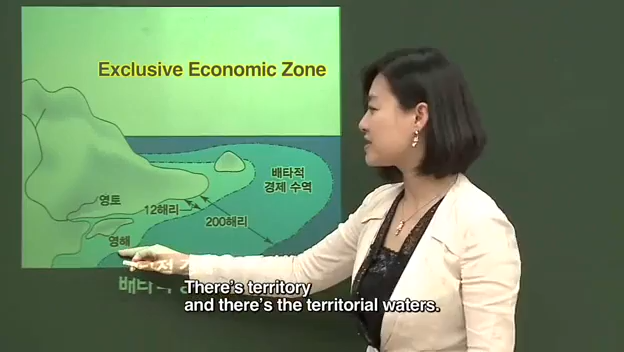 Exclusive Economic Zone
배타적
경제 수역
영토
12해리
200해리
영해
There's territory
and there's the territorial waters.